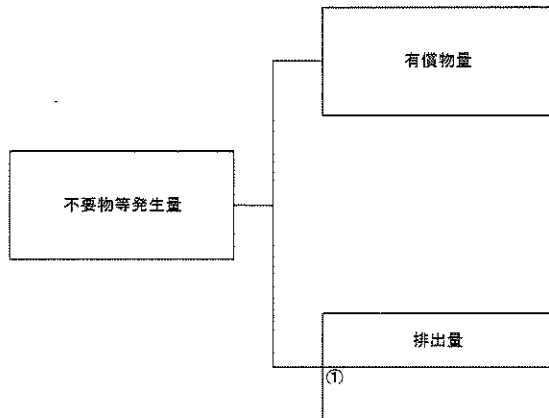 有償物量
不要物等発生量
排出量
①